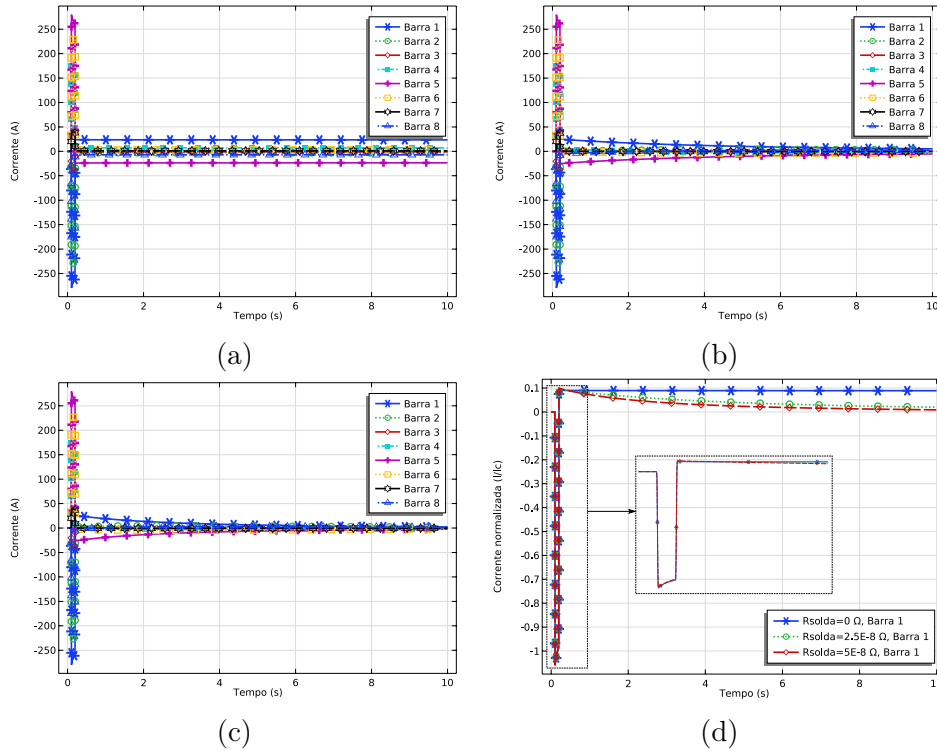 250
200
150
100
50
0
-50
-100
-150
-200
-250
Corrente (A)
0 2 4 6 8 10
Tempo (s)
Barra 1
Barra 2
Barra 3
Barra 4
Barra 5
Barra 6
Barra 7
Barra 8
(a)
250
200
150
100
50
0
-50
-100
-150
-200
-250
Corrente (A)
0 2 4 6 8 10
Tempo (s)
Barra 1
Barra 2
Barra 3
Barra 4
Barra 5
Barra 6
Barra 7
Barra 8
(b)
250
200
150
100
50
0
-50
-100
-150
-200
-250
Corrente (A)
0 2 4 6 8 10
Tempo (s)
Barra 1
Barra 2
Barra 3
Barra 4
Barra 5
Barra 6
Barra 7
Barra 8
(c)
0.1
0
-0.1
-0.2
-0.3
-0.4
-0.5
-0.6
-0.7
-0.8
-0.9
-1
Corrente normalizada (I/Ic)
0 2 4 6 8 10
Tempo (s)
Rsolda=0 Ω, Barra 1
Rsolda=2.5E-8 Ω, Barra 1
Rsolda=5E-8 Ω, Barra 1
(d)